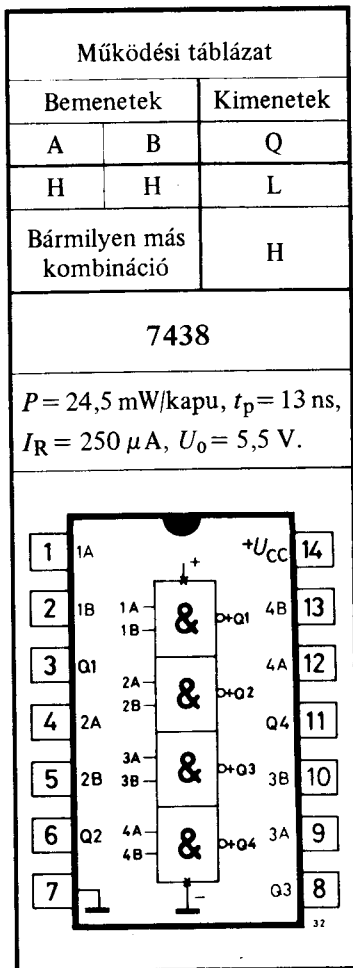 Működési táblázat
Bemenetek Kimenetek
A B Q
H H L
Bármilyen más
kombináció H
7438
P = 24,5 mW/kapu, tp = 13 ns,
IR = 250 μA, Uo = 5,5 V.
1 1A +UCC 14
2 1B 4B 13
3 Q1 4A 12
4 2A Q4 11
5 2B 3B 10
6 Q2 3A 9
7 Q3 8
+
1A & +Q1
1B
2A & +Q2
2B
3A & +Q3
3B
4A & +Q4
4B
−
32